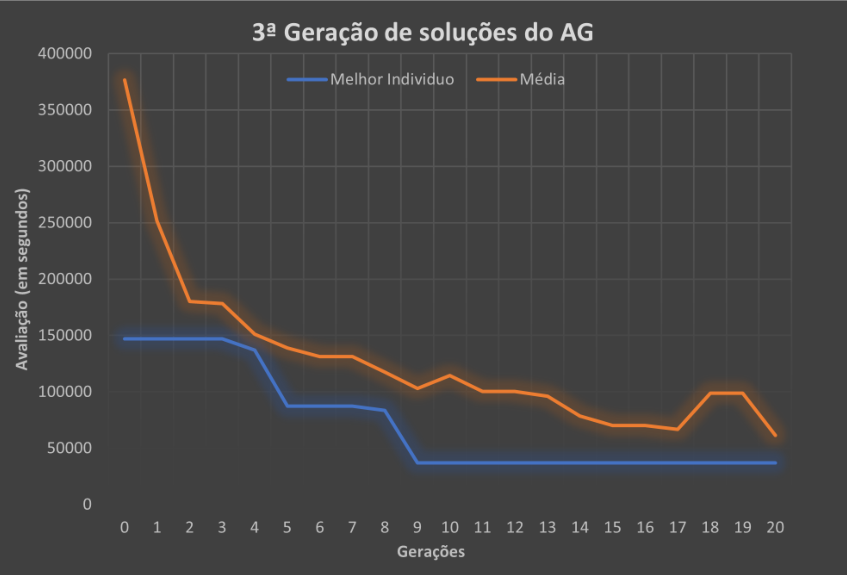 3ª Geração de soluções do AG
Melhor Individuo
Média
400000
350000
300000
250000
200000
150000
100000
50000
0
Avaliação (em segundos)
0 1 2 3 4 5 6 7 8 9 10 11 12 13 14 15 16 17 18 19 20
Gerações